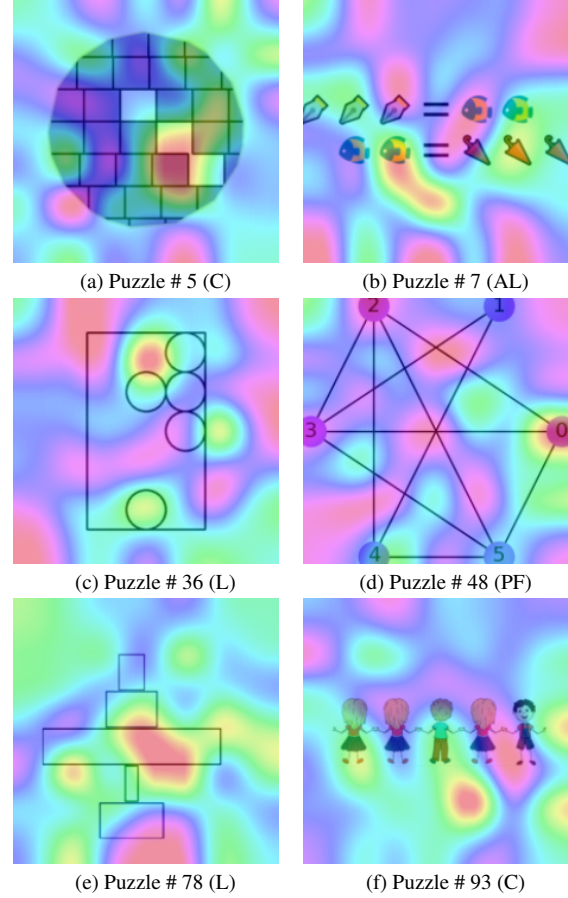 (a) Puzzle # 5 (C)
(b) Puzzle # 7 (AL)
2 1
3 0
4 5
(c) Puzzle # 36 (L)
(d) Puzzle # 48 (PF)
(e) Puzzle # 78 (L)
(f) Puzzle # 93 (C)